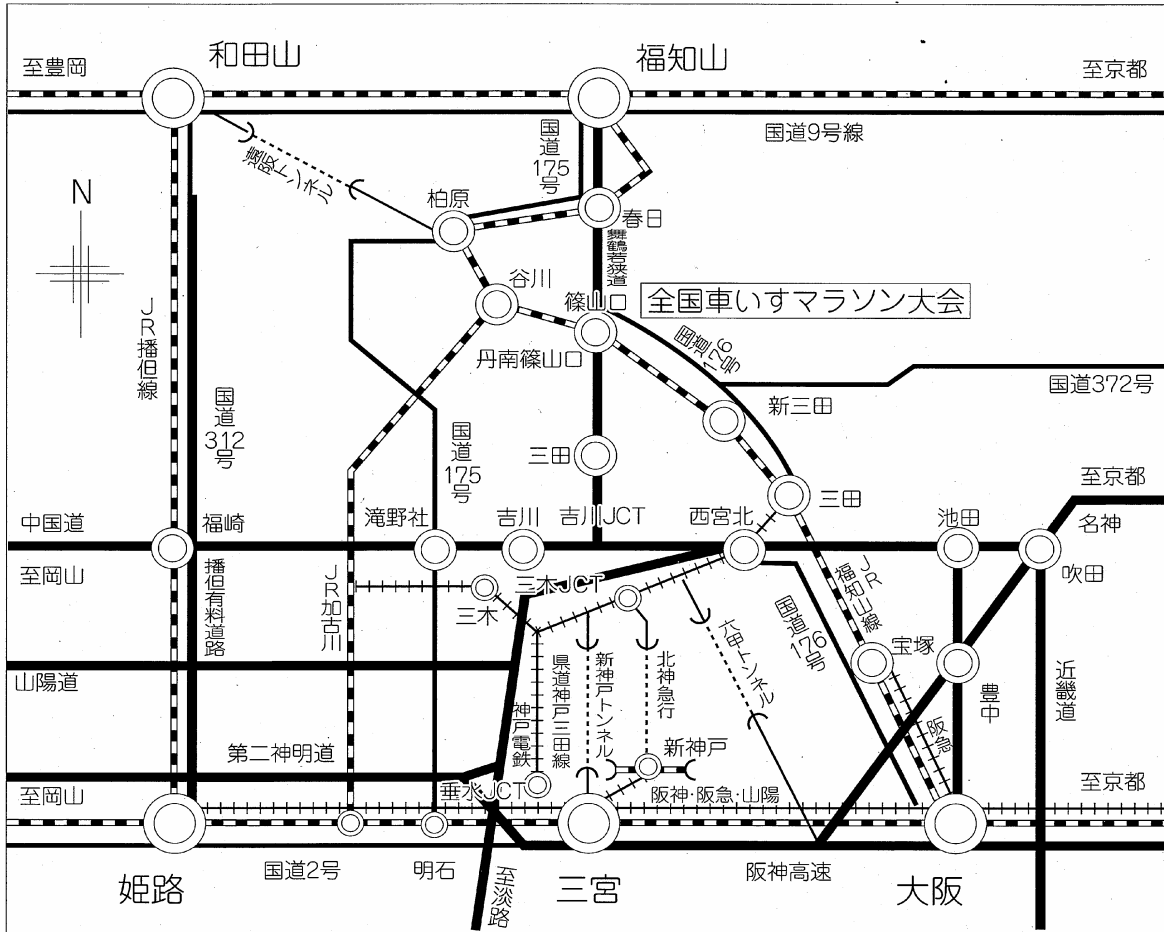 和田山
福知山
至豊岡
至京都
国道9号線
国道175号
遠阪トンネル
N
柏原
春日
舞鶴若狭道
谷川
篠山口
全国車いすマラソン大会
JR播但線
丹南篠山口
国道176号
国道372号
国道312号
国道175号
新三田
三田
三田
至京都
中国道
福崎
滝野社
吉川
吉川JCT
西宮北
池田
名神
至岡山
吹田
播但有料道路
JR加古川
三木
三木JCT
JR福知山線
国道176号
六甲トンネル
宝塚
山陽道
県道神戸三田線
新神戸トンネル
北神急行
神戸電鉄
豊中
近畿道
阪急
第二神明道
新神戸
至岡山
垂水JCT
阪神・阪急・山陽
至京都
国道2号
明石
至淡路
阪神高速
姫路
三宮
大阪